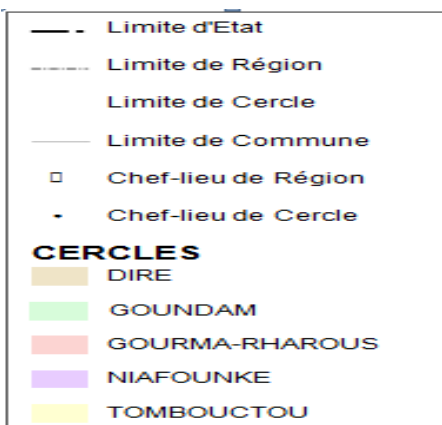 Limite d'Etat
Limite de Région
Limite de Cercle
Limite de Commune
Chef-lieu de Région
Chef-lieu de Cercle
CERCLES
DIRE
GOUNDAM
GOURMA-RHAROUS
NIAFOUNKE
TOMBOUCTOU